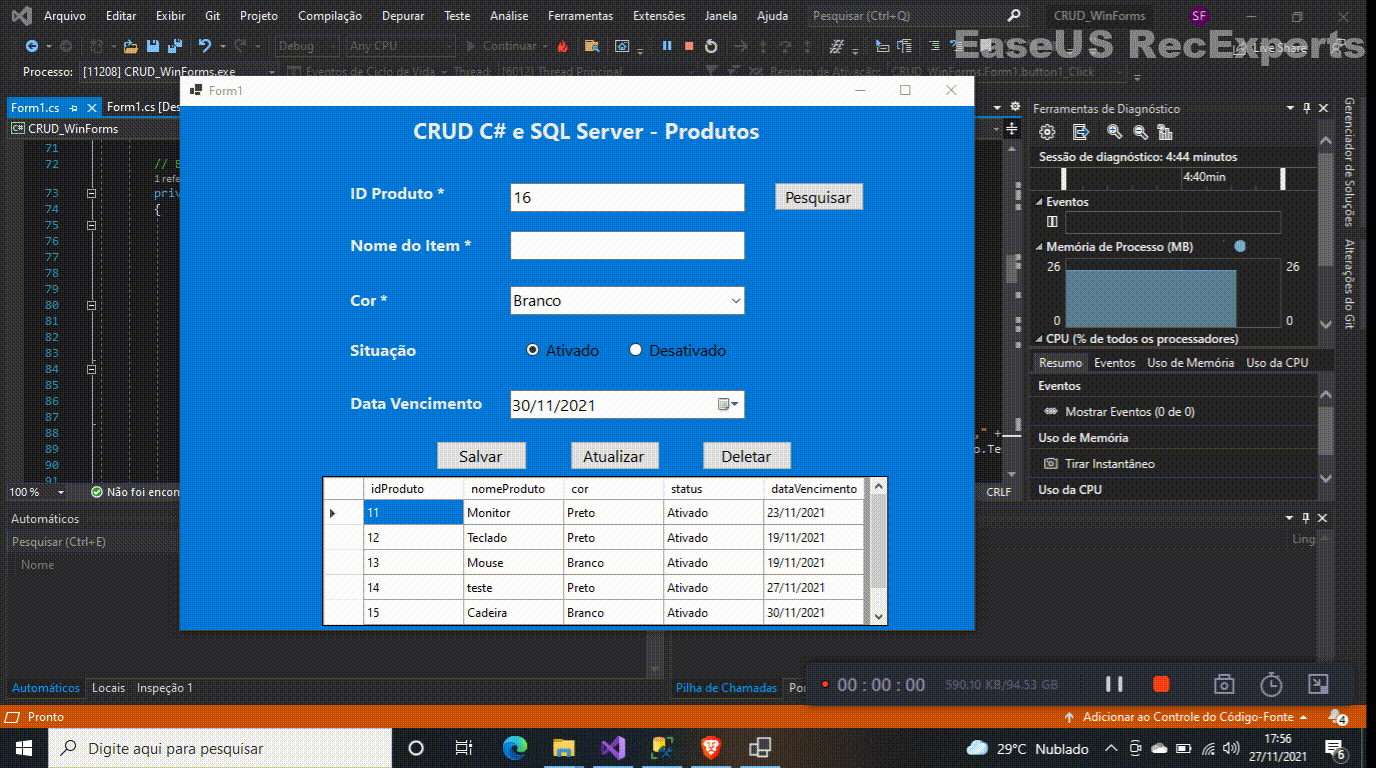 Arquivo Editar Exibir Git Projeto Compilação Depurar Teste Análise Ferramentas Extensões Janela Ajuda Pesquisar (Ctrl+Q) CRUD_WinForms SF
Debug Any CPU Continuar Live Share
EaseUS RecExperts
Processo: [11208] CRUD_WinForms.exe Eventos de Ciclo de Vida Thread: [6012] Thread Principal Registro de Ativação: CRUD_WinForms.Form1.button1_Click
Form1.cs Form1.cs [Des
C# CRUD_WinForms
71
72 // E
1 refe
73 priv
74 {
75
76
77
78
79
80
81
82
83
84
85
86
87
88 ," +
89 o.Te
90
91
100 % Não foi encon CRLF
Form1
CRUD C# e SQL Server - Produtos
ID Produto * 16 Pesquisar
Nome do Item *
Cor * Branco
Situação Ativado Desativado
Data Vencimento 30/11/2021
Salvar Atualizar Deletar
idProduto nomeProduto cor status dataVencimento
11 Monitor Preto Ativado 23/11/2021
12 Teclado Preto Ativado 19/11/2021
13 Mouse Branco Ativado 19/11/2021
14 teste Preto Ativado 27/11/2021
15 Cadeira Branco Ativado 30/11/2021
Ferramentas de Diagnóstico
Sessão de diagnóstico: 4:44 minutos
4:40min
Eventos
Memória de Processo (MB)
26 26
0 0
CPU (% de todos os processadores)
Resumo Eventos Uso de Memória Uso da CPU
Eventos
Mostrar Eventos (0 de 0)
Uso de Memória
Tirar Instantâneo
Uso da CPU
Gerenciador de Soluções
Alterações do Git
Automáticos
Pesquisar (Ctrl+E)
Nome
Ling
Automáticos Locais Inspeção 1
Pilha de Chamadas Po
00 : 00 : 00 590.10 KB/94.53 GB
Pronto Adicionar ao Controle do Código-Fonte 4
Digite aqui para pesquisar
29°C Nublado
17:56
27/11/2021
6